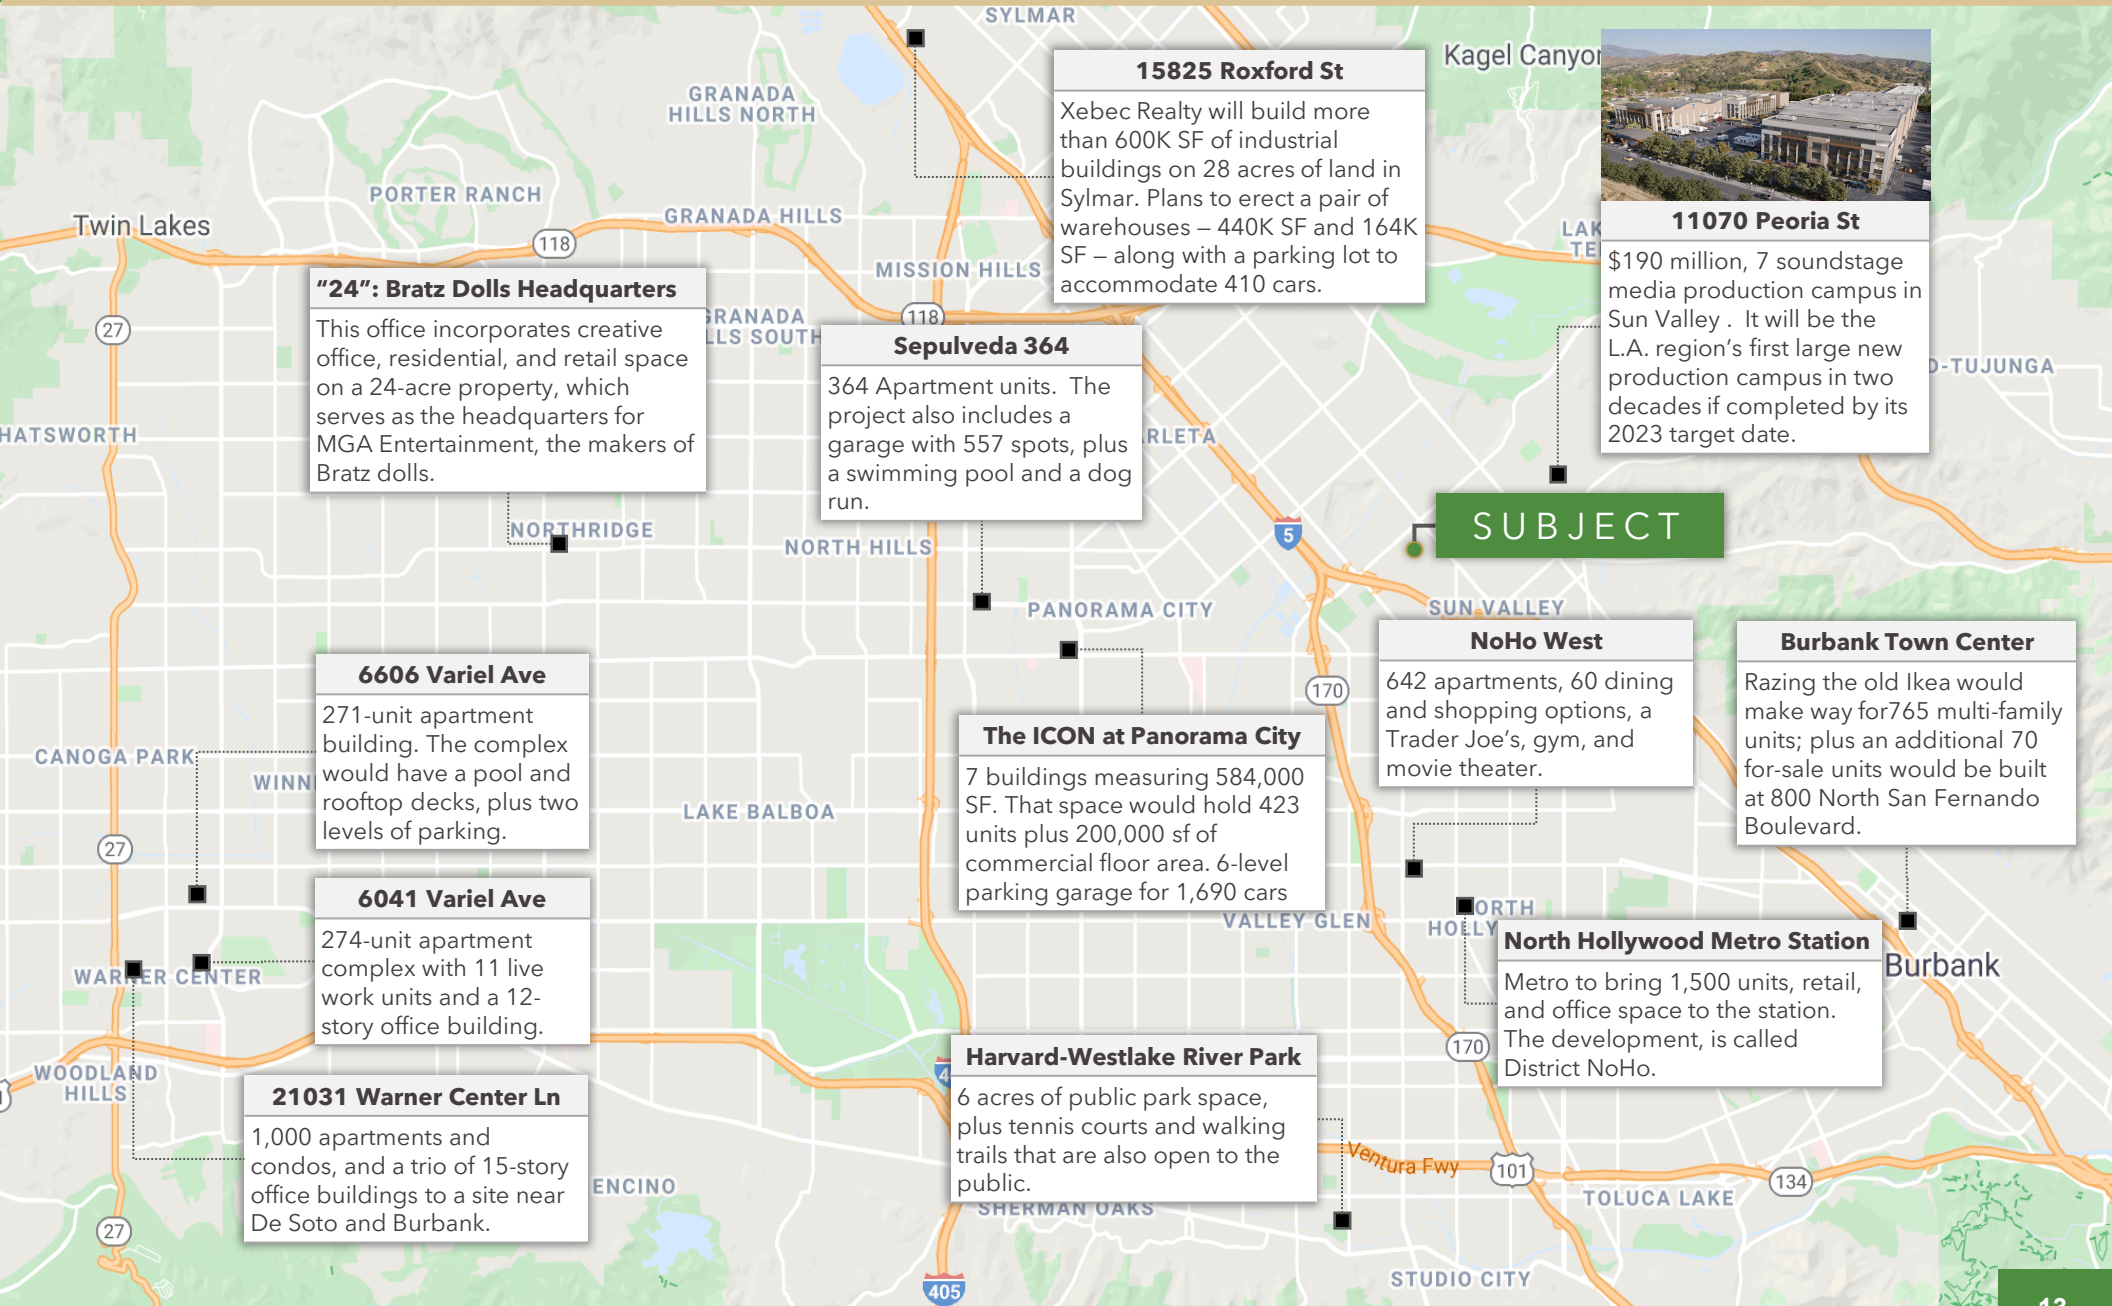 SYLMAR
Kagel Canyon
GRANADA
HILLS NORTH
15825 Roxford St
Xebec Realty will build more
than 600K SF of industrial
buildings on 28 acres of land in
Sylmar. Plans to erect a pair of
warehouses – 440K SF and 164K
SF – along with a parking lot to
accommodate 410 cars.
11070 Peoria St
$190 million, 7 soundstage
media production campus in
Sun Valley . It will be the
L.A. region's first large new
production campus in two
decades if completed by its
2023 target date.
PORTER RANCH
Twin Lakes
118
GRANADA HILLS
MISSION HILLS
LAK
TE
"24": Bratz Dolls Headquarters
This office incorporates creative
office, residential, and retail space
on a 24-acre property, which
serves as the headquarters for
MGA Entertainment, the makers of
Bratz dolls.
27
GRANADA
LLS SOUTH
118
Sepulveda 364
364 Apartment units. The
project also includes a
garage with 557 spots, plus
a swimming pool and a dog
run.
D-TUJUNGA
HATSWORTH
RLETA
SUBJECT
5
NORTHRIDGE
NORTH HILLS
PANORAMA CITY
SUN VALLEY
6606 Variel Ave
271-unit apartment
building. The complex
would have a pool and
rooftop decks, plus two
levels of parking.
170
NoHo West
642 apartments, 60 dining
and shopping options, a
Trader Joe's, gym, and
movie theater.
Burbank Town Center
Razing the old Ikea would
make way for765 multi-family
units; plus an additional 70
for-sale units would be built
at 800 North San Fernando
Boulevard.
The ICON at Panorama City
7 buildings measuring 584,000
SF. That space would hold 423
units plus 200,000 sf of
commercial floor area. 6-level
parking garage for 1,690 cars
CANOGA PARK
WINN
LAKE BALBOA
27
6041 Variel Ave
274-unit apartment
complex with 11 live
work units and a 12-
story office building.
VALLEY GLEN
ORTH
HOLLY
North Hollywood Metro Station
Metro to bring 1,500 units, retail,
and office space to the station.
The development, is called
District NoHo.
Burbank
WARNER CENTER
170
Harvard-Westlake River Park
6 acres of public park space,
plus tennis courts and walking
trails that are also open to the
public.
4
WOODLAND
HILLS
21031 Warner Center Ln
1,000 apartments and
condos, and a trio of 15-story
office buildings to a site near
De Soto and Burbank.
Ventura Fwy
101
134
ENCINO
SHERMAN OAKS
TOLUCA LAKE
27
STUDIO CITY
405